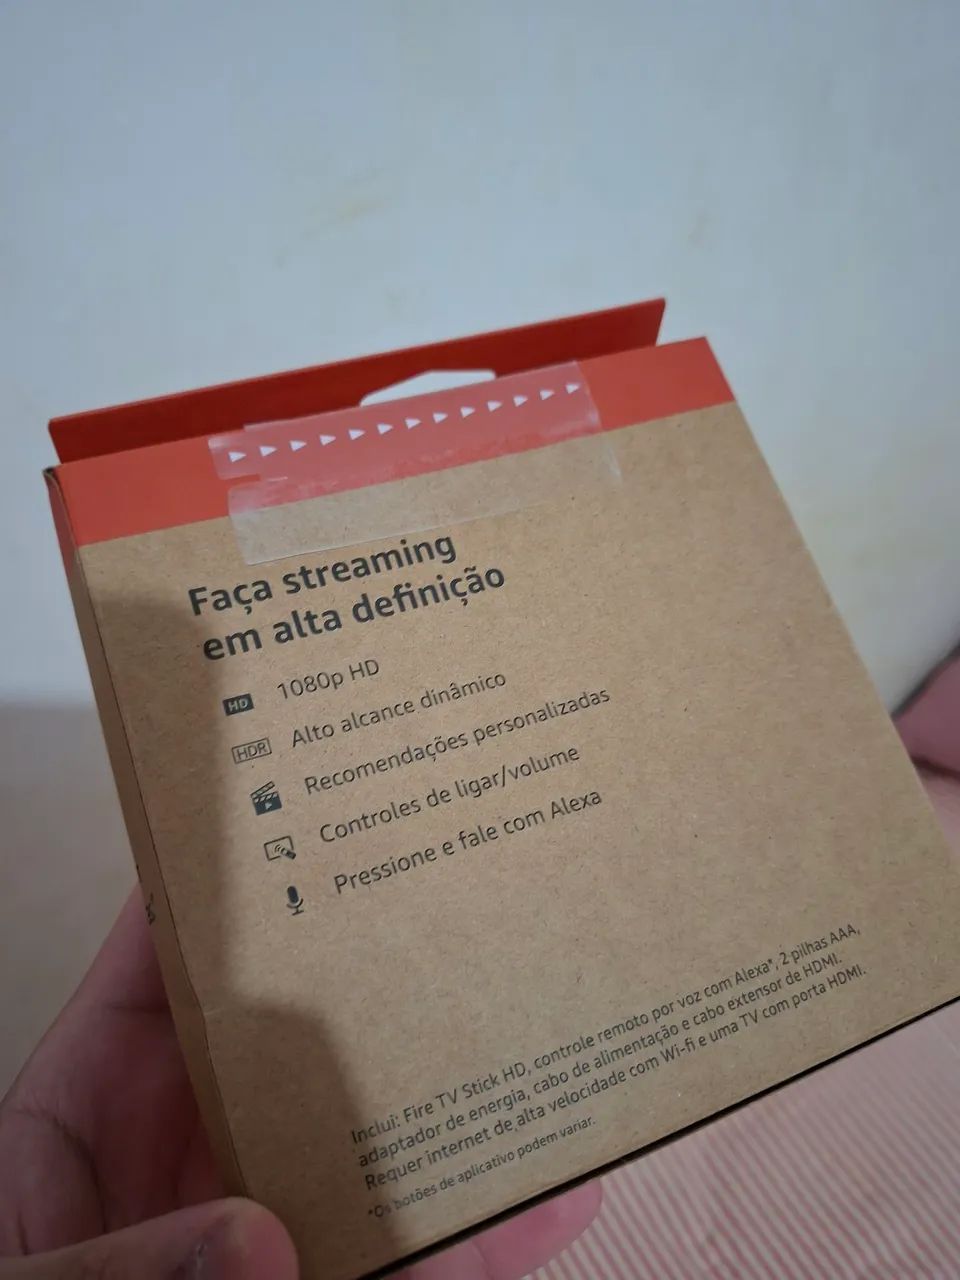 Faça streaming
em alta definição
HD 1080p HD
HDR Alto alcance dinâmico
Recomendações personalizadas
Controles de ligar/volume
Pressione e fale com Alexa
Inclui: Fire TV Stick HD, controle remoto por voz com Alexa*, 2 pilhas AAA,
adaptador de energia, cabo de alimentação e cabo extensor de HDMI.
Requer internet de alta velocidade com Wi-fi e uma TV com porta HDMI.
*Os botões de aplicativo podem variar.